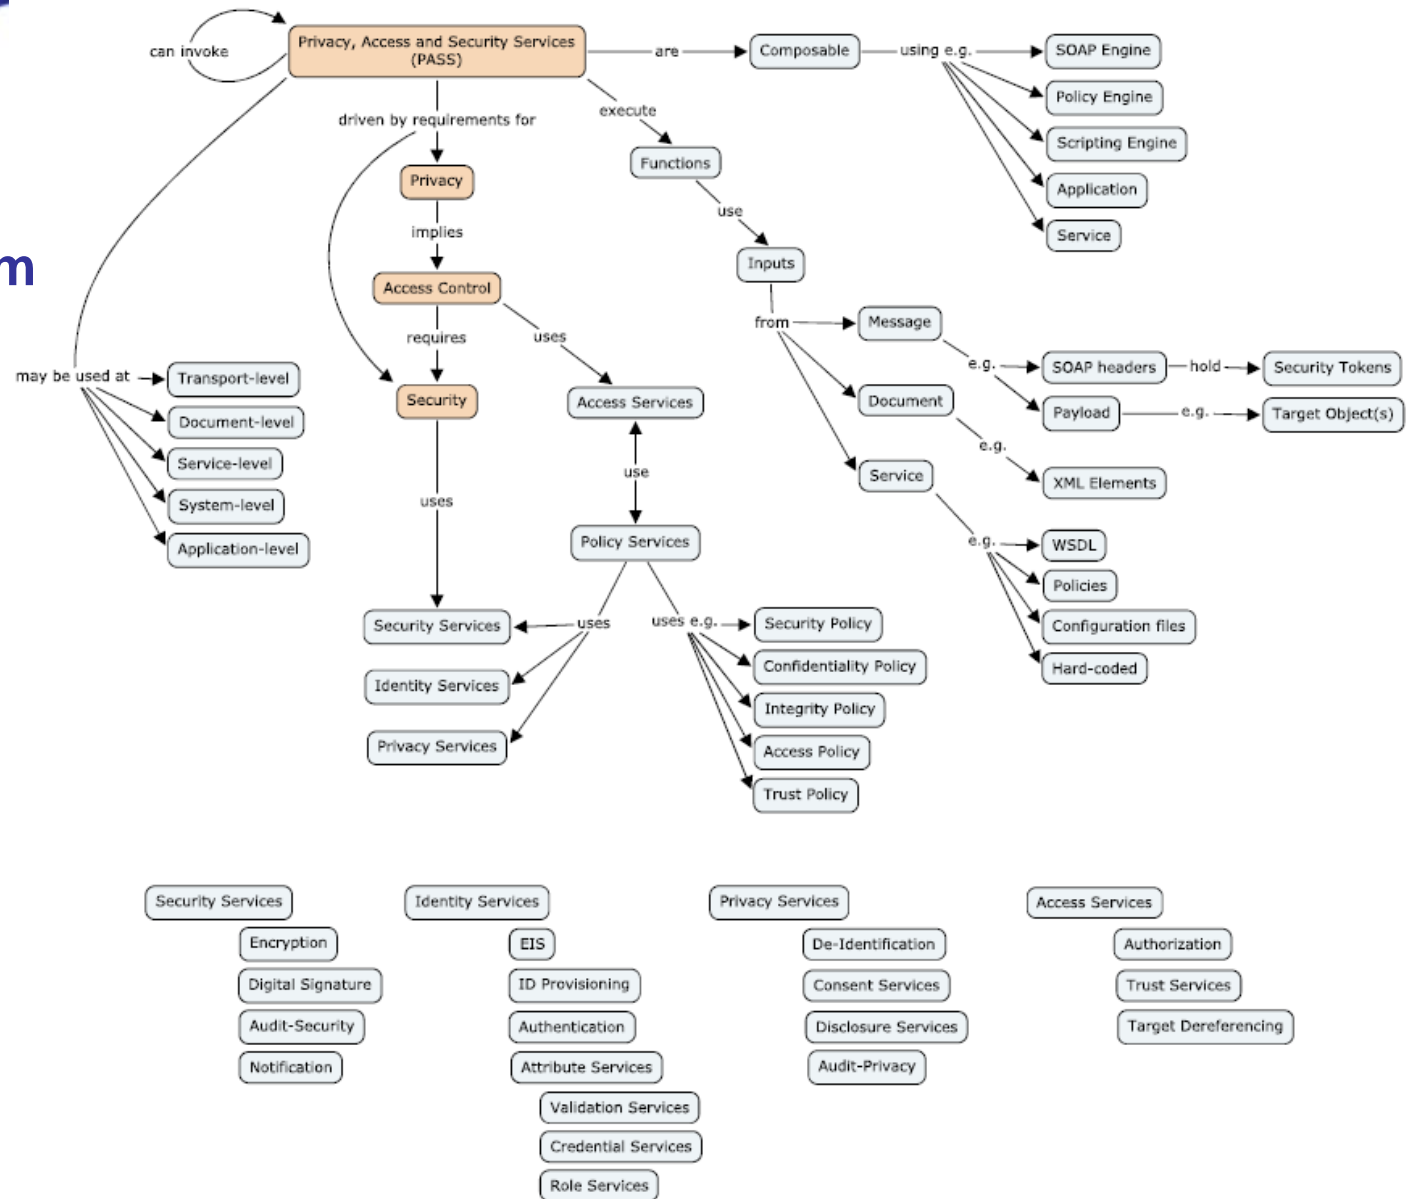 can invoke
Privacy, Access and Security Services
(PASS)
are
Composable
using e.g.
SOAP Engine
Policy Engine
Scripting Engine
Application
Service
driven by requirements for
execute
Functions
Privacy
use
implies
Inputs
m
Access Control
requires
uses
from
Message
e.g.
SOAP headers
hold
Security Tokens
Payload
e.g.
Target Object(s)
may be used at
Transport-level
Document-level
Service-level
System-level
Application-level
Security
Access Services
Document
e.g.
XML Elements
use
Service
uses
Policy Services
e.g.
WSDL
Policies
Configuration files
Hard-coded
Security Services
uses
Identity Services
Privacy Services
uses e.g.
Security Policy
Confidentiality Policy
Integrity Policy
Access Policy
Trust Policy
Security Services
Encryption
Digital Signature
Audit-Security
Notification
Identity Services
EIS
ID Provisioning
Authentication
Attribute Services
Validation Services
Credential Services
Role Services
Privacy Services
De-Identification
Consent Services
Disclosure Services
Audit-Privacy
Access Services
Authorization
Trust Services
Target Dereferencing